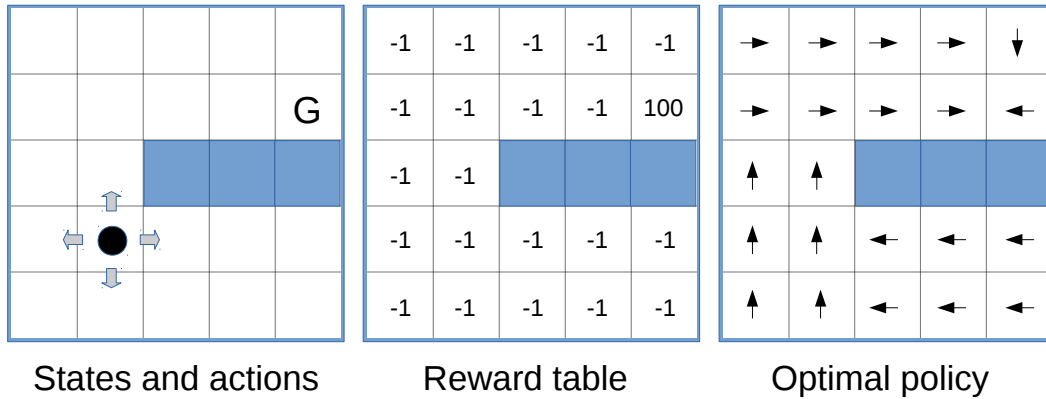 G
-1 -1 -1 -1 -1
-1 -1 -1 -1 100
-1 -1
-1 -1 -1 -1 -1
-1 -1 -1 -1 -1
States and actions
Reward table
Optimal policy